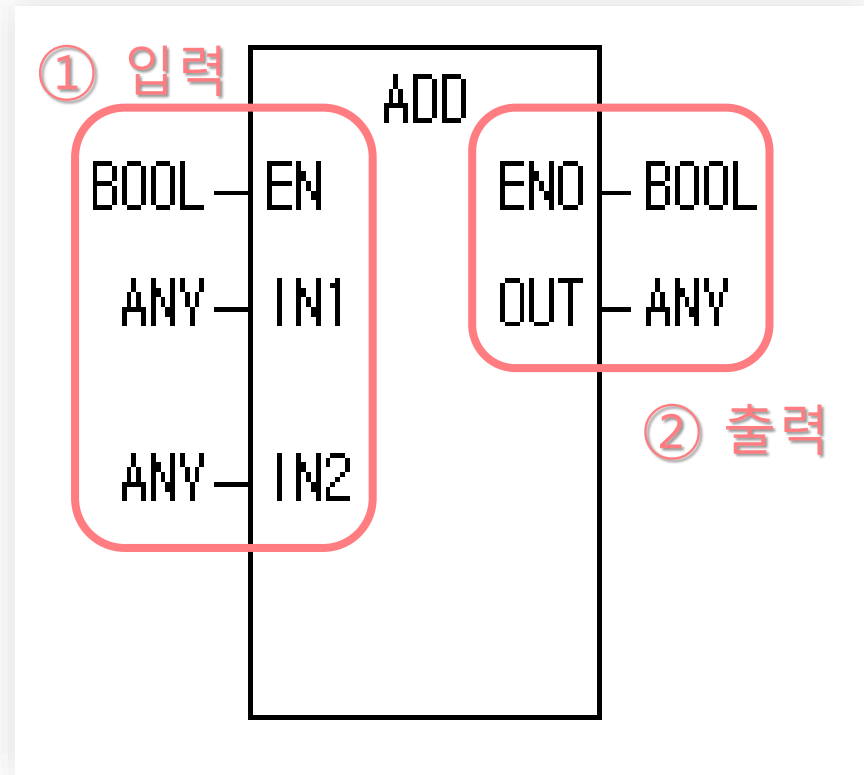 ① 입력
ADD
BOOL EN ENO BOOL
ANY IN1 OUT ANY
② 출력
ANY IN2